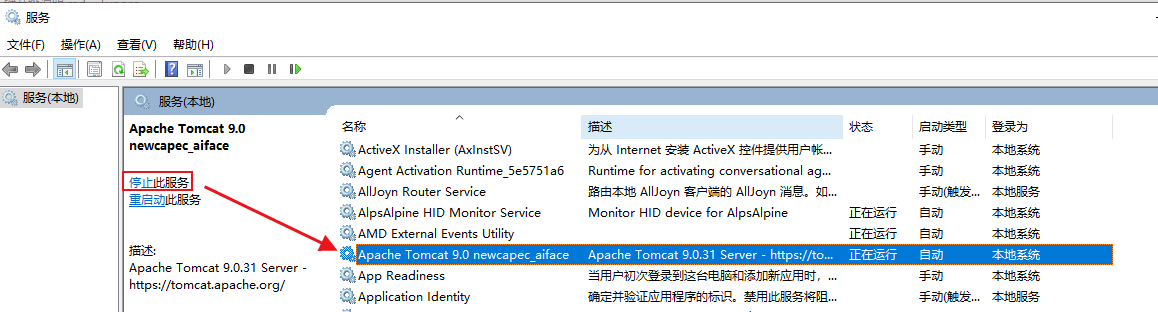 服务
文件(F) 操作(A) 查看(V) 帮助(H)
服务(本地)
服务(本地)
Apache Tomcat 9.0
newcapec_aiface
停止此服务
重启动此服务
描述:
Apache Tomcat 9.0.31 Server -
https://tomcat.apache.org/
名称 描述 状态 启动类型 登录为
ActiveX Installer (AxInstSV) 为从 Internet 安装 ActiveX 控件提供用户帐... 手动 本地系统
Agent Activation Runtime_5e5751a6 Runtime for activating conversational ag... 手动 本地系统
AllJoyn Router Service 路由本地 AllJoyn 客户端的 AllJoyn 消息。如... 手动(触发... 本地服务
AlpsAlpine HID Monitor Service Monitor HID device for AlpsAlpine 正在运行 自动 本地系统
AMD External Events Utility 正在运行 自动 本地系统
Apache Tomcat 9.0 newcapec_aiface Apache Tomcat 9.0.31 Server - https://to... 正在运行 自动 本地系统
App Readiness 当用户初次登录到这台电脑和添加新应用时，... 手动 本地系统
Application Identity 确定并验证应用程序的标识。禁用此服务将阻... 手动(触发... 本地服务